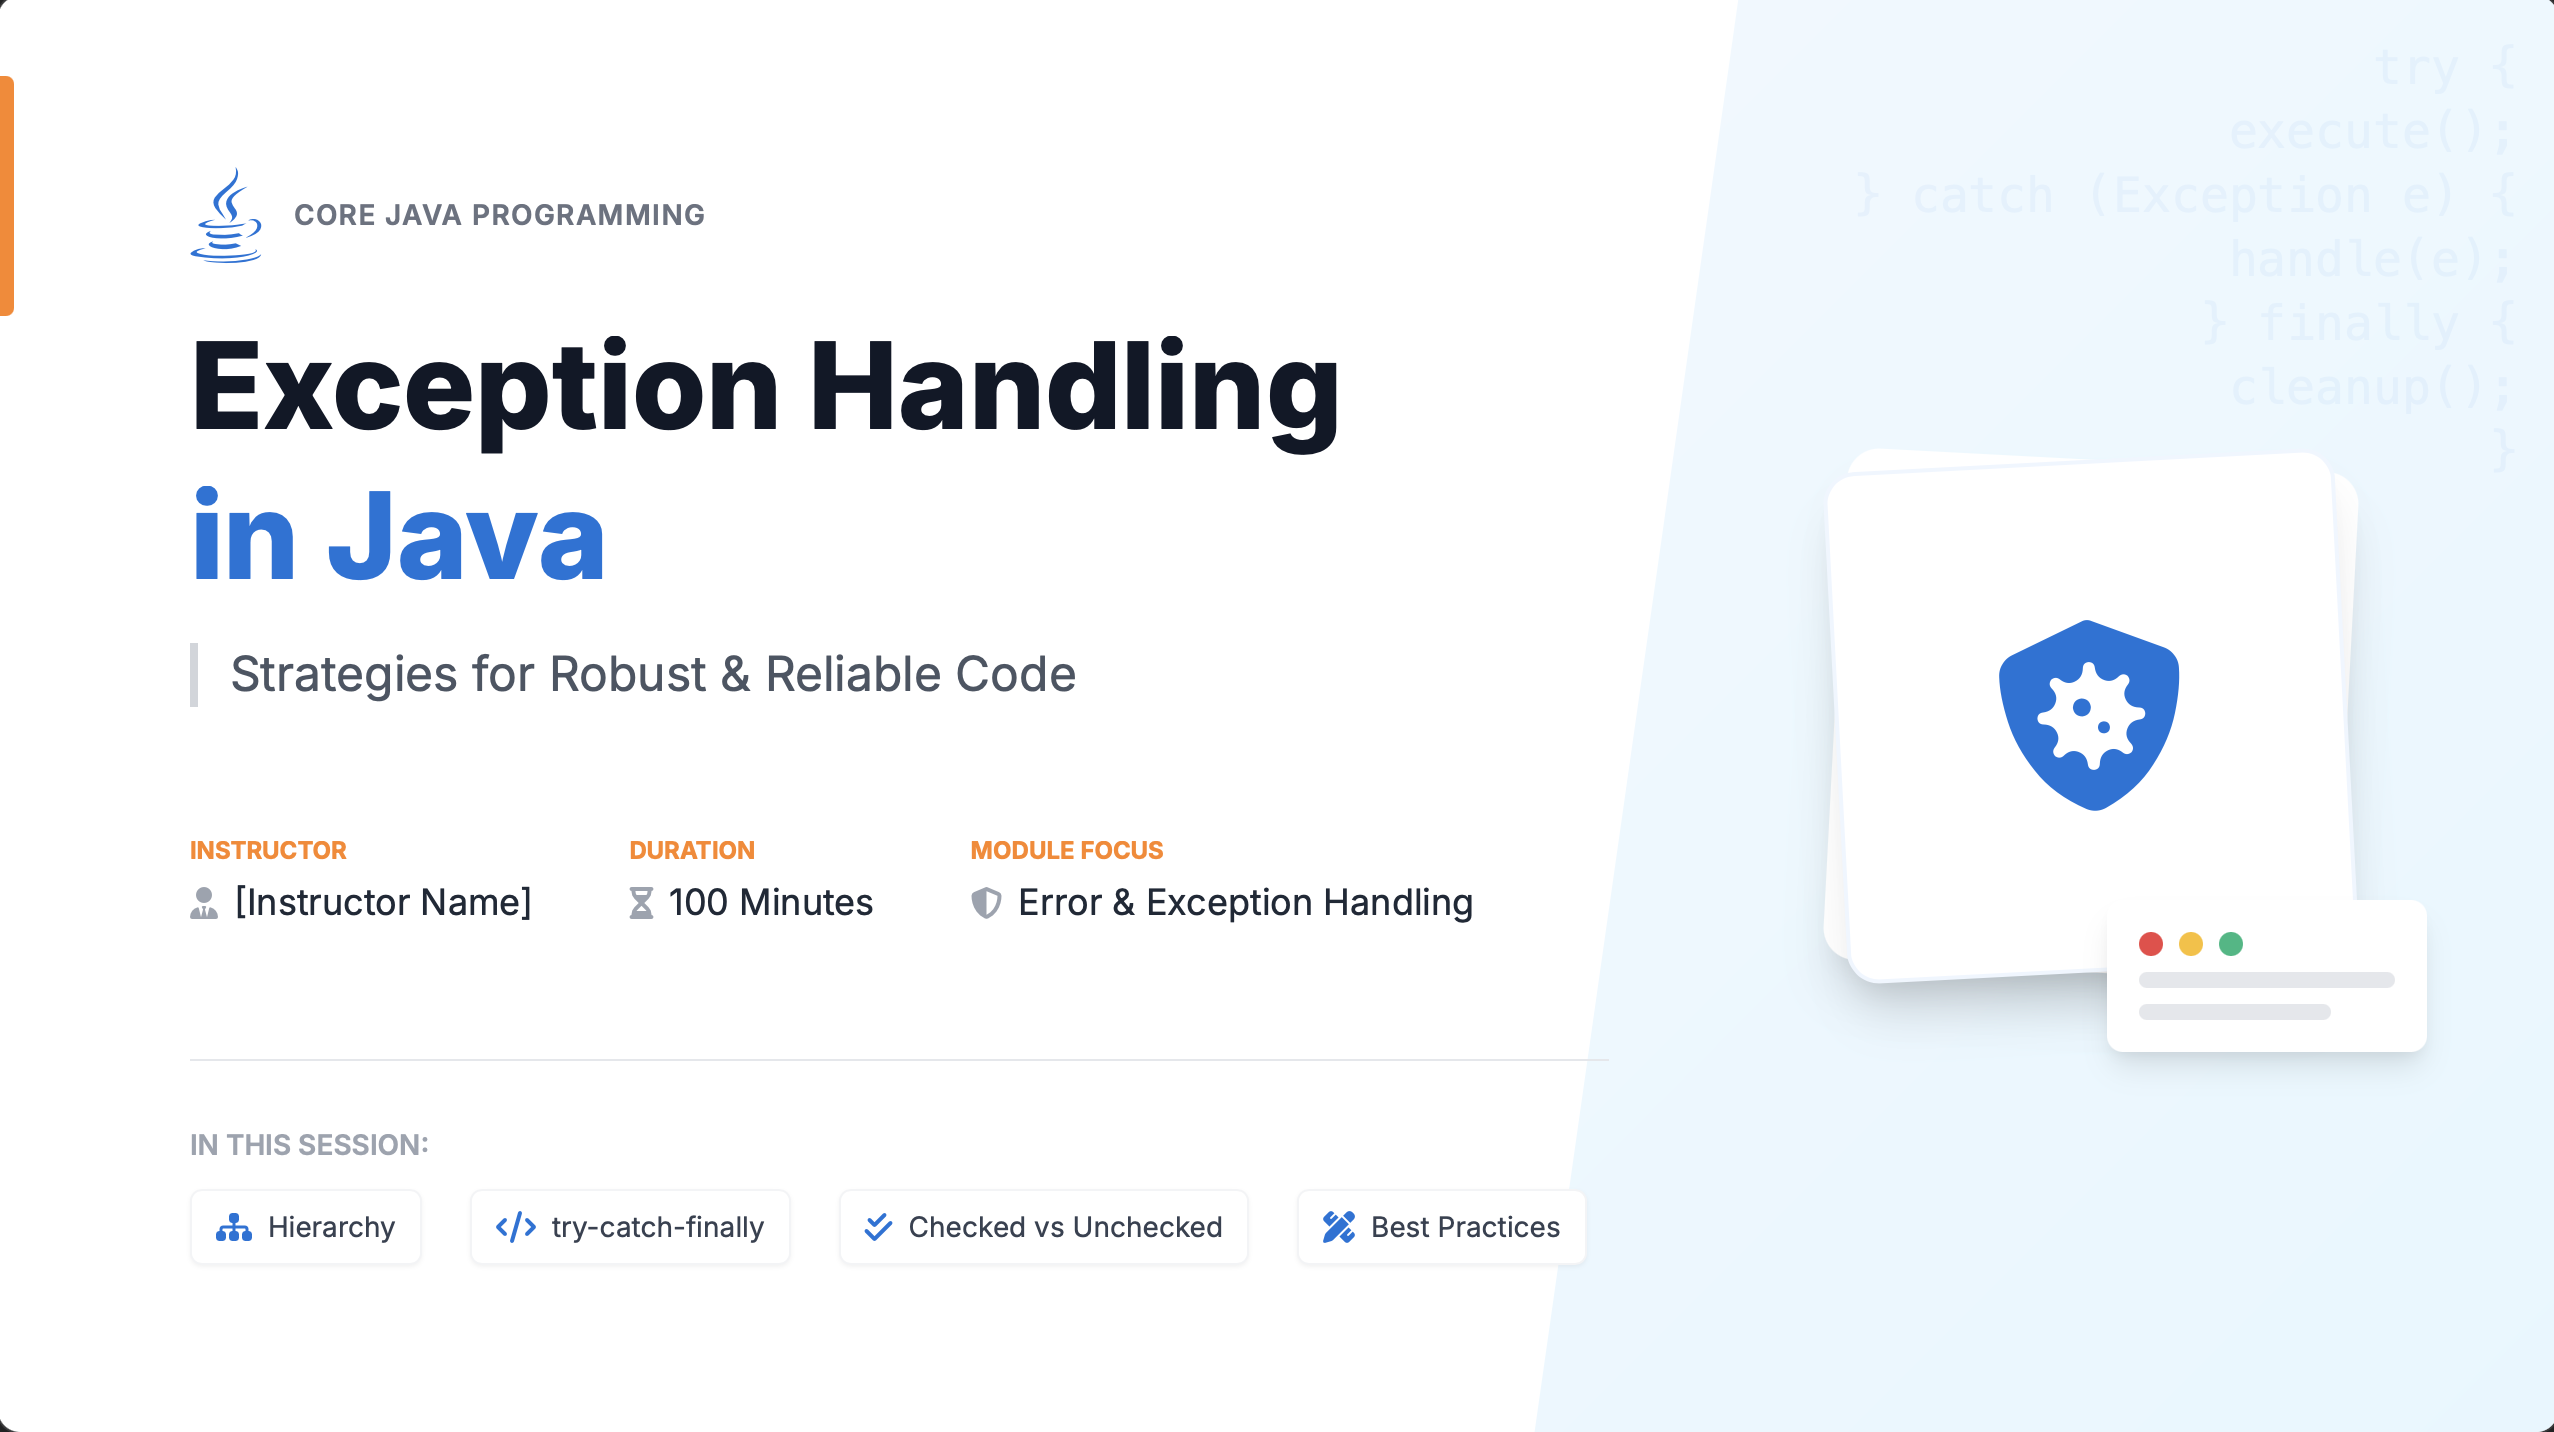 CORE JAVA PROGRAMMING
Exception Handling
in Java
Strategies for Robust & Reliable Code
INSTRUCTOR
[Instructor Name]
DURATION
100 Minutes
MODULE FOCUS
Error & Exception Handling
IN THIS SESSION:
Hierarchy
try-catch-finally
Checked vs Unchecked
Best Practices
try {
execute();
} catch (Exception e) {
handle(e);
} finally {
cleanup();
}